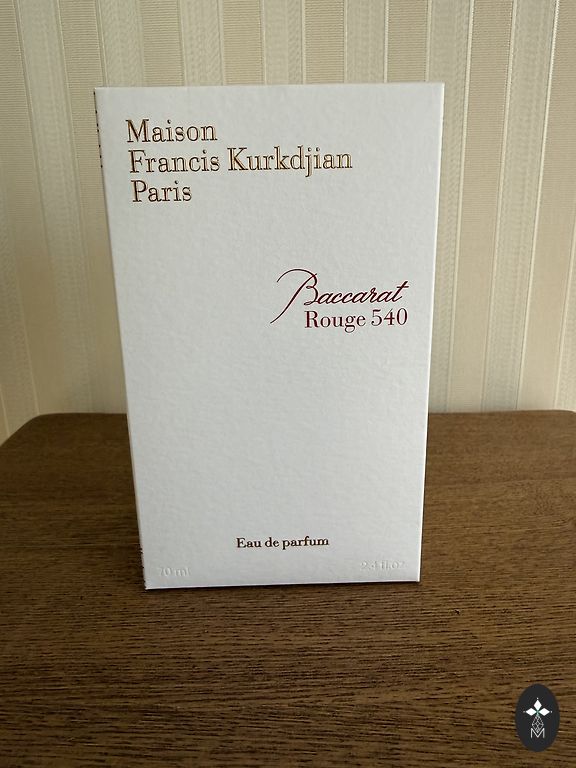 Maison
Francis Kurkdjian
Paris
Baccarat
Rouge 540
Eau de parfum
70 ml 2.4 fl.oz
M